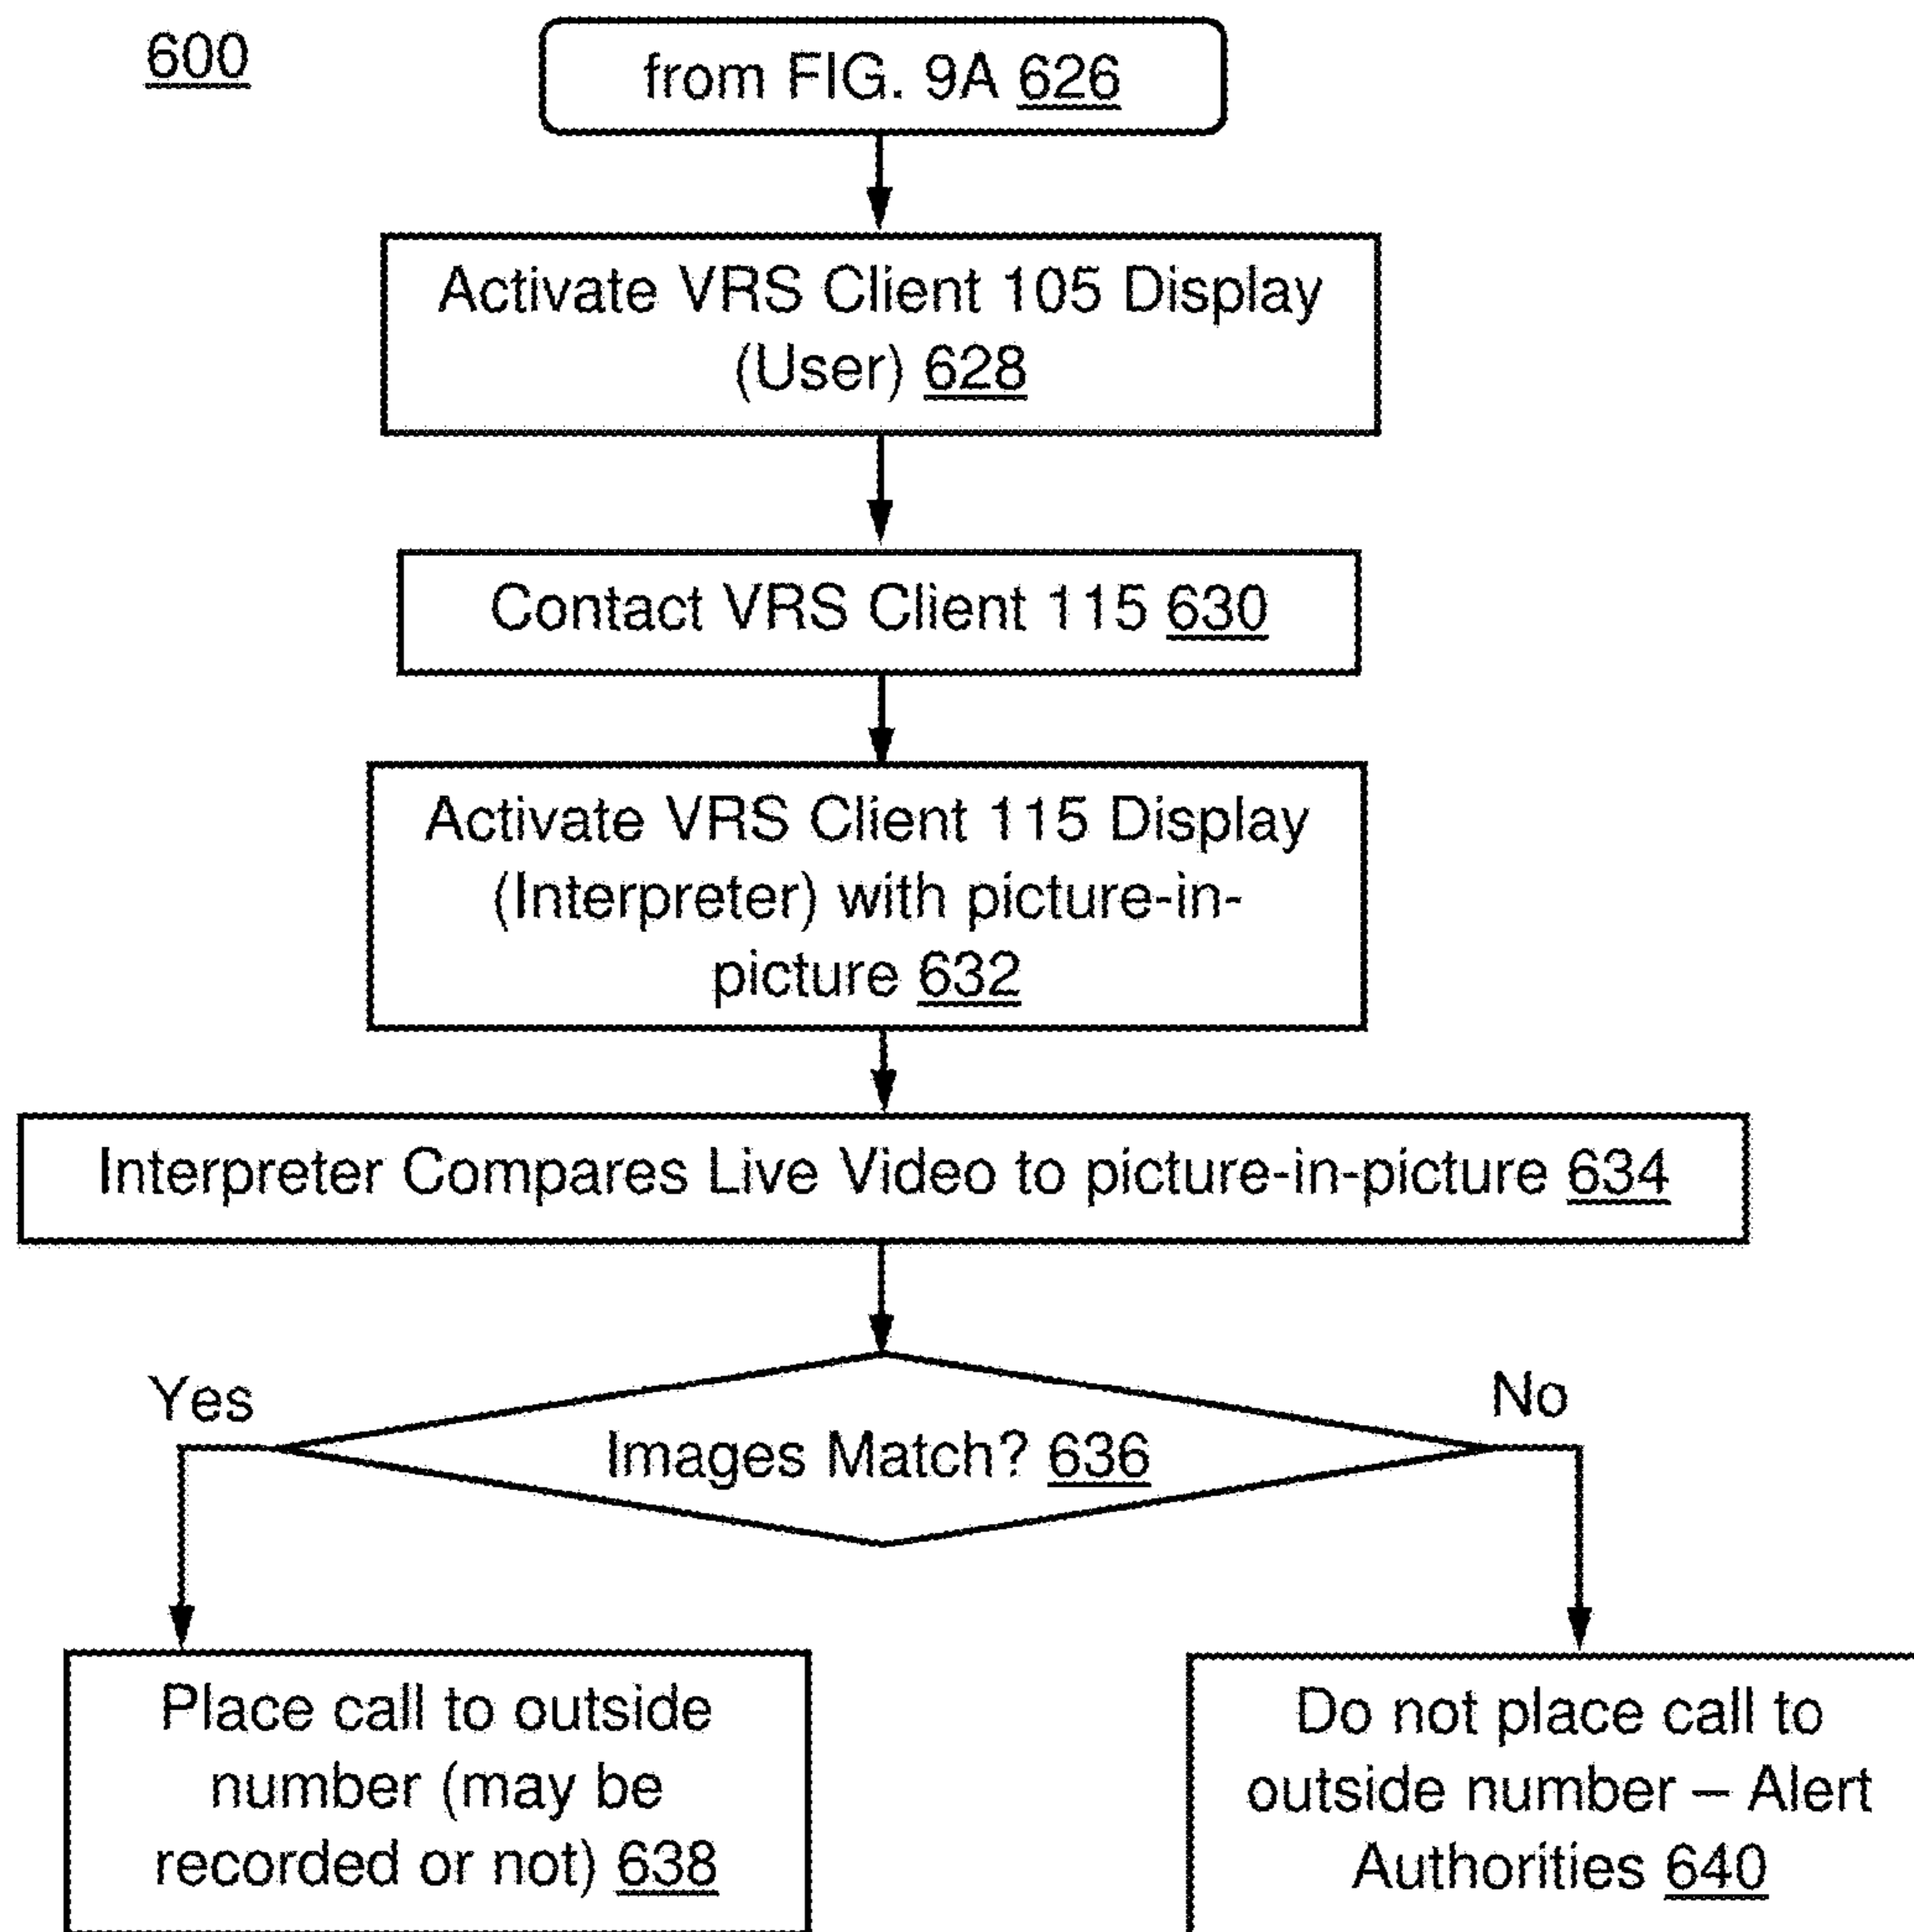 600
from FIG. 9A 626
Activate VRS Client 105 Display
(User) 628
Contact VRS Client 115 630
Activate VRS Client 115 Display
(Interpreter) with picture-in-
picture 632
Interpreter Compares Live Video to picture-in-picture 634
Yes
No
Images Match? 636
Place call to outside
number (may be
recorded or not) 638
Do not place call to
outside number – Alert
Authorities 640